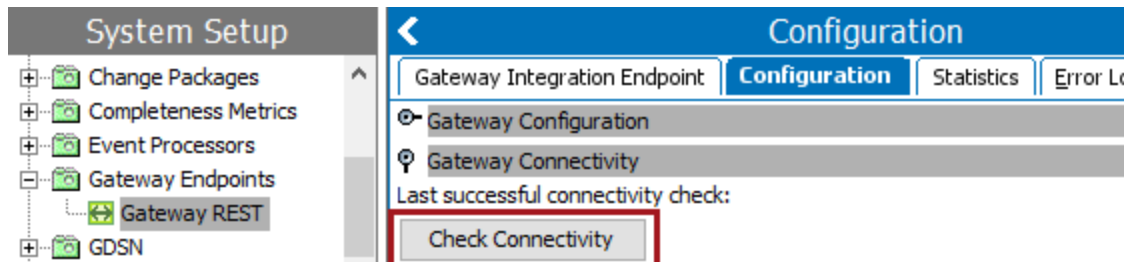 System Setup
Change Packages
Completeness Metrics
Event Processors
Gateway Endpoints
Gateway REST
GDSN
Configuration
Gateway Integration Endpoint Configuration Statistics Error
Gateway Configuration
Gateway Connectivity
Last successful connectivity check:
Check Connectivity